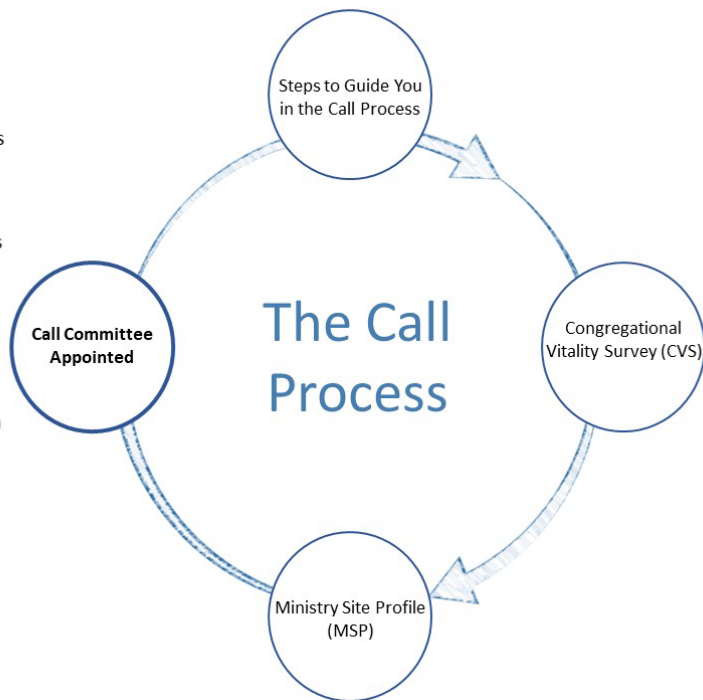 Steps to Guide You
in the Call Process
s
s
The Call
Process
Call Committee
Appointed
Congregational
Vitality Survey (CVS)
Ministry Site Profile
(MSP)